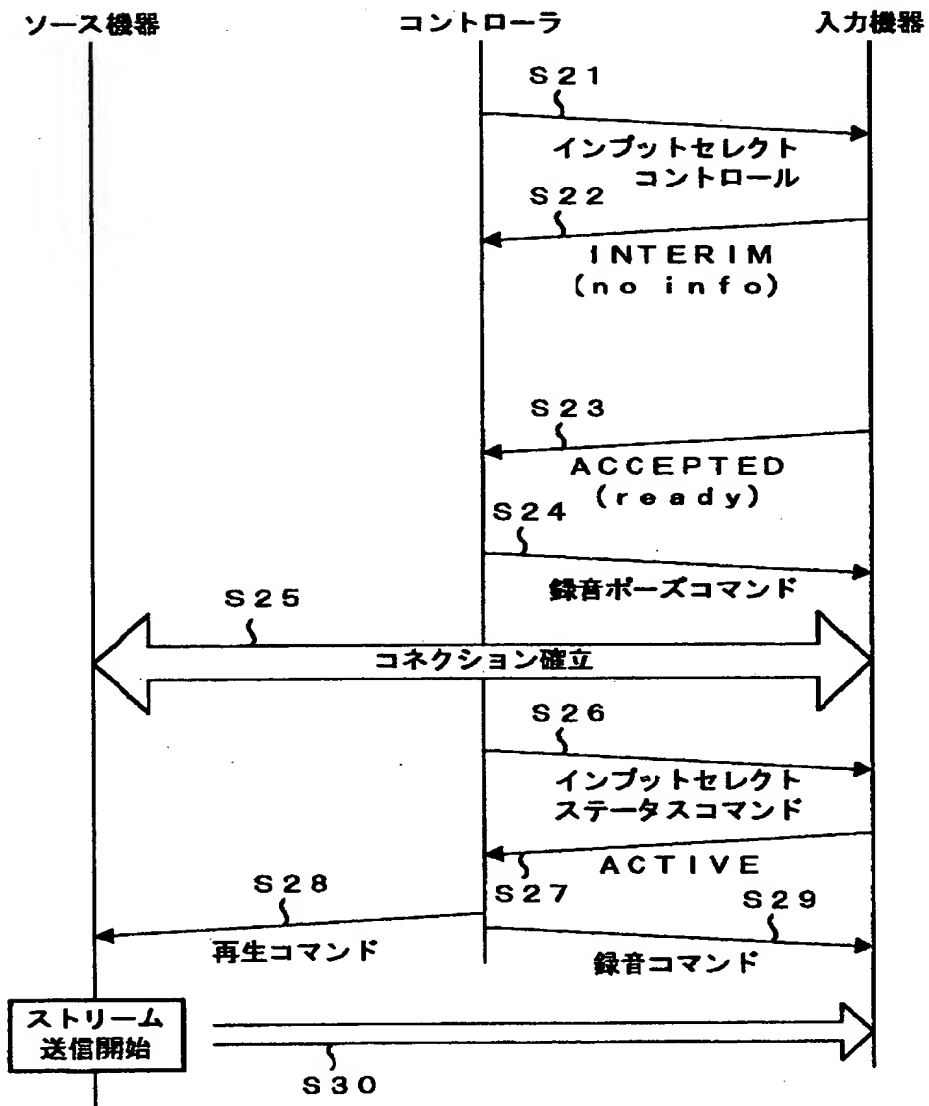 ソース機器
コントローラ
入力機器
S21
インプットセレクト
コントロール
S22
INTERIM
(no info)
S23
ACCEPTED
(ready)
S24
録音ポーズコマンド
S25
コネクション確立
S26
インプットセレクト
ステータスコマンド
ACTIVE
S27
S28
再生コマンド
S29
録音コマンド
ストリーム
送信開始
S30